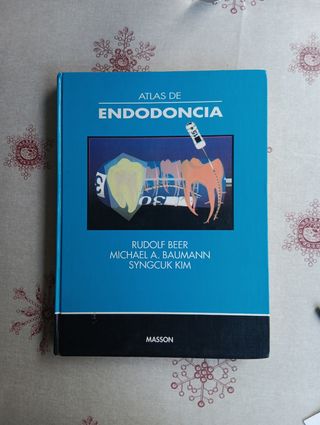 ATLAS DE
ENDODONCIA
RUDOLF BEER
MICHAEL A. BAUMANN
SYNGCUK KIM
MASSON